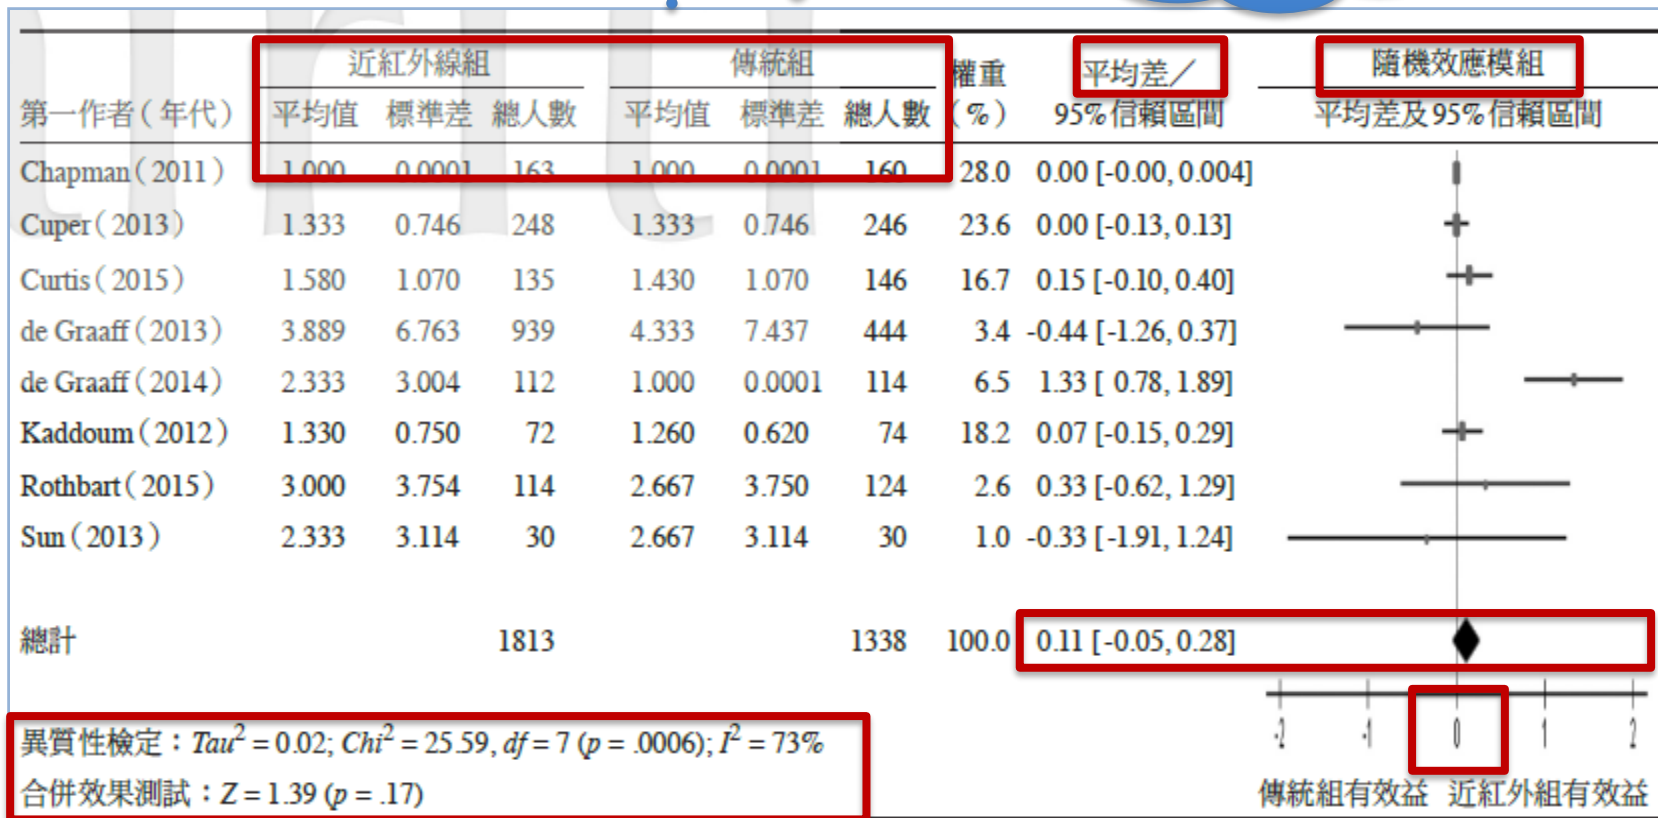 近紅外線組 傳統組 權重 平均差／ 隨機效應模組
第一作者（年代） 平均值 標準差 總人數 平均值 標準差 總人數 （%） 95%信賴區間 平均差及95%信賴區間
Chapman（2011） 1.000 0.0001 163 1.000 0.0001 160 28.0 0.00 [-0.00, 0.004]
Cuper（2013） 1.333 0.746 248 1.333 0.746 246 23.6 0.00 [-0.13, 0.13]
Curtis（2015） 1.580 1.070 135 1.430 1.070 146 16.7 0.15 [-0.10, 0.40]
de Graaff（2013） 3.889 6.763 939 4.333 7.437 444 3.4 -0.44 [-1.26, 0.37]
de Graaff（2014） 2.333 3.004 112 1.000 0.0001 114 6.5 1.33 [ 0.78, 1.89]
Kaddoum（2012） 1.330 0.750 72 1.260 0.620 74 18.2 0.07 [-0.15, 0.29]
Rothbart（2015） 3.000 3.754 114 2.667 3.750 124 2.6 0.33 [-0.62, 1.29]
Sun（2013） 2.333 3.114 30 2.667 3.114 30 1.0 -0.33 [-1.91, 1.24]
總計 1813 1338 100.0 0.11 [-0.05, 0.28]
-2 -1 0 1 2
異質性檢定：Tau² = 0.02; Chi² = 25.59, df = 7 (p = .0006); I² = 73%
合併效果測試：Z = 1.39 (p = .17)
傳統組有效益 近紅外組有效益